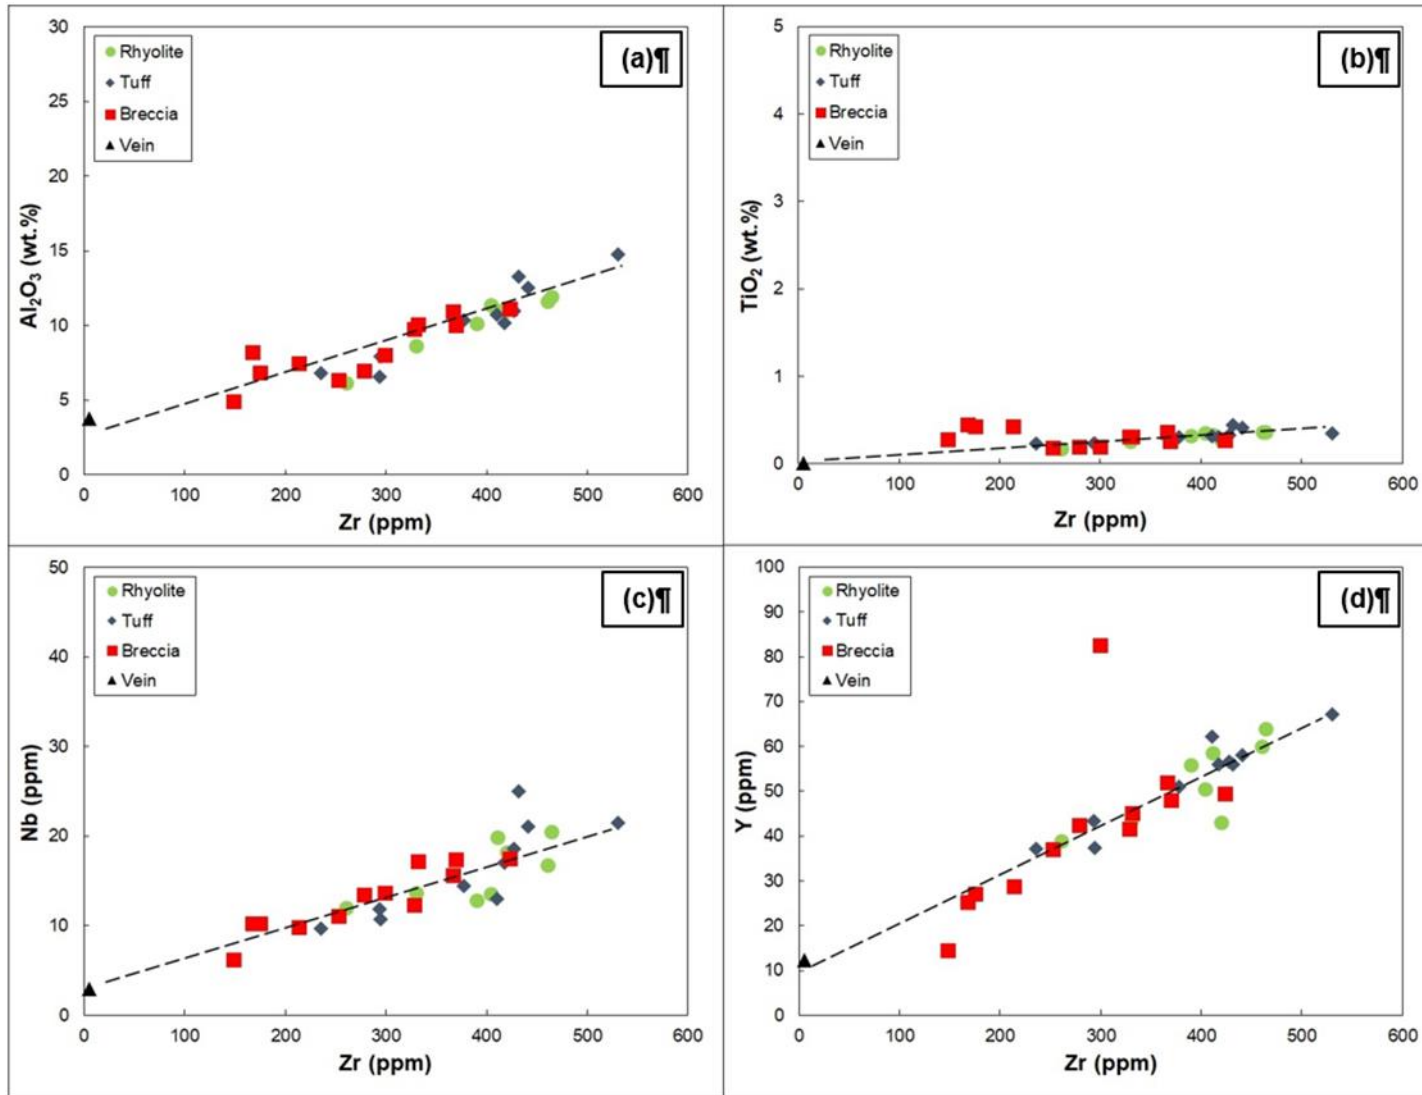 30
25
20
15
10
5
0
Al₂O₃ (wt.%)
Rhyolite
Tuff
Breccia
Vein
(a)¶
0 100 200 300 400 500 600
Zr (ppm)
5
4
3
2
1
0
TiO₂ (wt.%)
Rhyolite
Tuff
Breccia
Vein
(b)¶
0 100 200 300 400 500 600
Zr (ppm)
50
40
30
20
10
0
Nb (ppm)
Rhyolite
Tuff
Breccia
Vein
(c)¶
0 100 200 300 400 500 600
Zr (ppm)
100
90
80
70
60
50
40
30
20
10
0
Y (ppm)
Rhyolite
Tuff
Breccia
Vein
(d)¶
0 100 200 300 400 500 600
Zr (ppm)